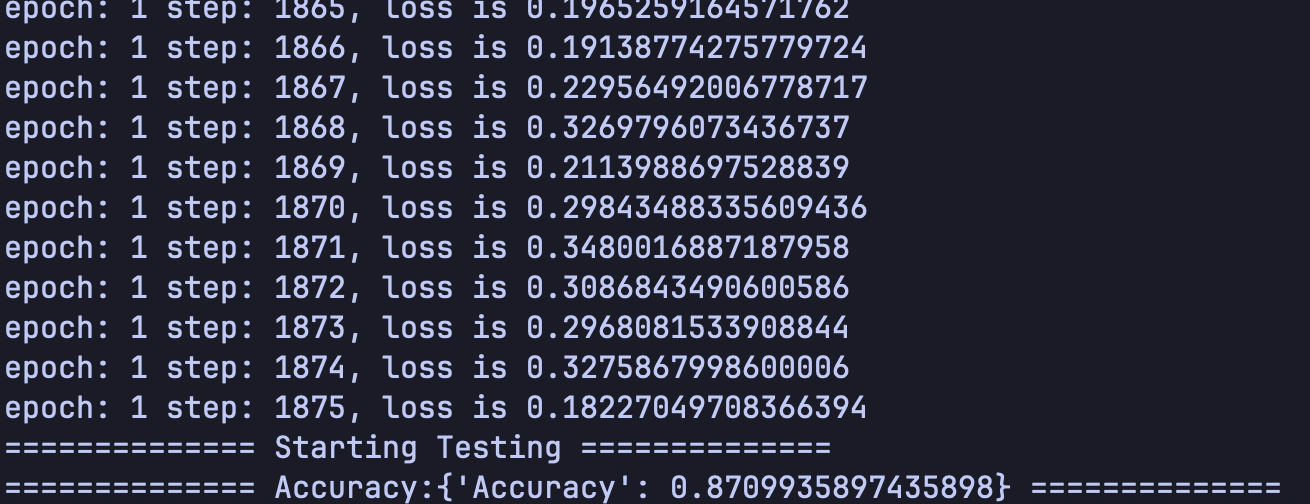 epoch: 1 step: 1865, loss is 0.1965259164571762
epoch: 1 step: 1866, loss is 0.19138774275779724
epoch: 1 step: 1867, loss is 0.22956492006778717
epoch: 1 step: 1868, loss is 0.3269796073436737
epoch: 1 step: 1869, loss is 0.2113988697528839
epoch: 1 step: 1870, loss is 0.29843488335609436
epoch: 1 step: 1871, loss is 0.3480016887187958
epoch: 1 step: 1872, loss is 0.3086843490600586
epoch: 1 step: 1873, loss is 0.2968081533908844
epoch: 1 step: 1874, loss is 0.3275867998600006
epoch: 1 step: 1875, loss is 0.18227049708366394
============== Starting Testing ==============
============== Accuracy:{'Accuracy': 0.8709935897435898} ==============